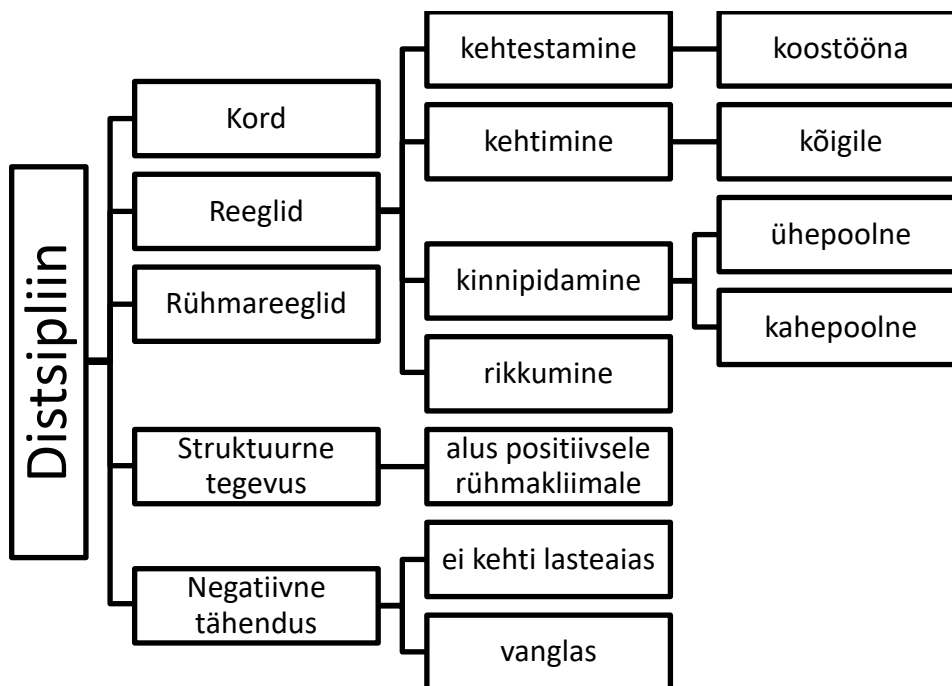 Distsipliin
Kord
Reeglid
kehtestamine
koostööna
kehtimine
kõigile
kinnipidamine
ühepoolne
kahepoolne
rikkumine
Rühmareeglid
Struktuurne
tegevus
alus positiivsele
rühmakliimale
Negatiivne
tähendus
ei kehti lasteaias
vanglas